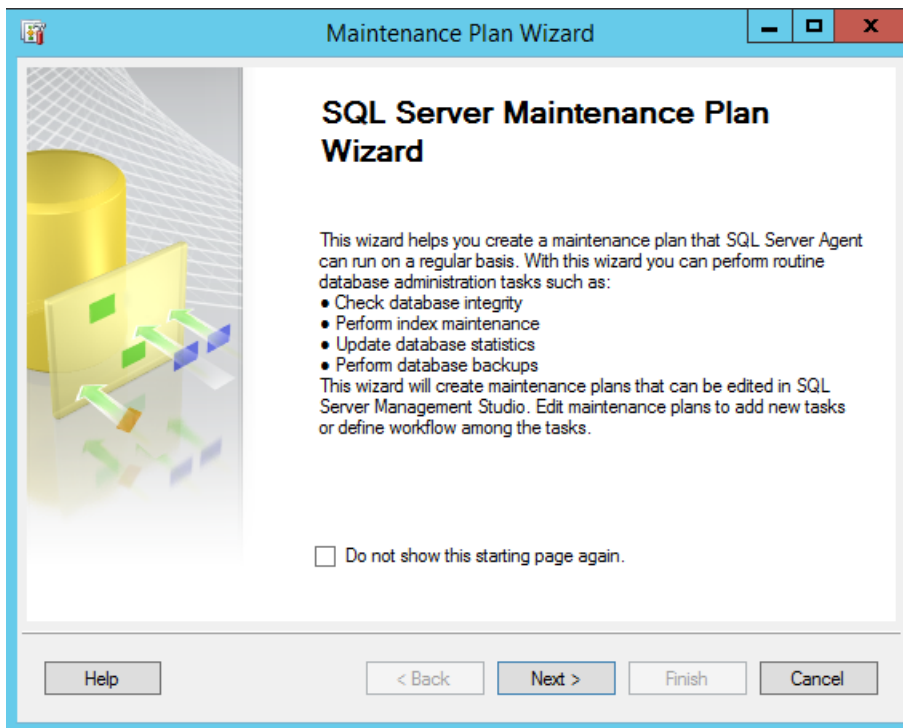 Maintenance Plan Wizard
SQL Server Maintenance Plan
Wizard
This wizard helps you create a maintenance plan that SQL Server Agent
can run on a regular basis. With this wizard you can perform routine
database administration tasks such as:
● Check database integrity
● Perform index maintenance
● Update database statistics
● Perform database backups
This wizard will create maintenance plans that can be edited in SQL
Server Management Studio. Edit maintenance plans to add new tasks
or define workflow among the tasks.
Do not show this starting page again.
Help
< Back
Next >
Finish
Cancel